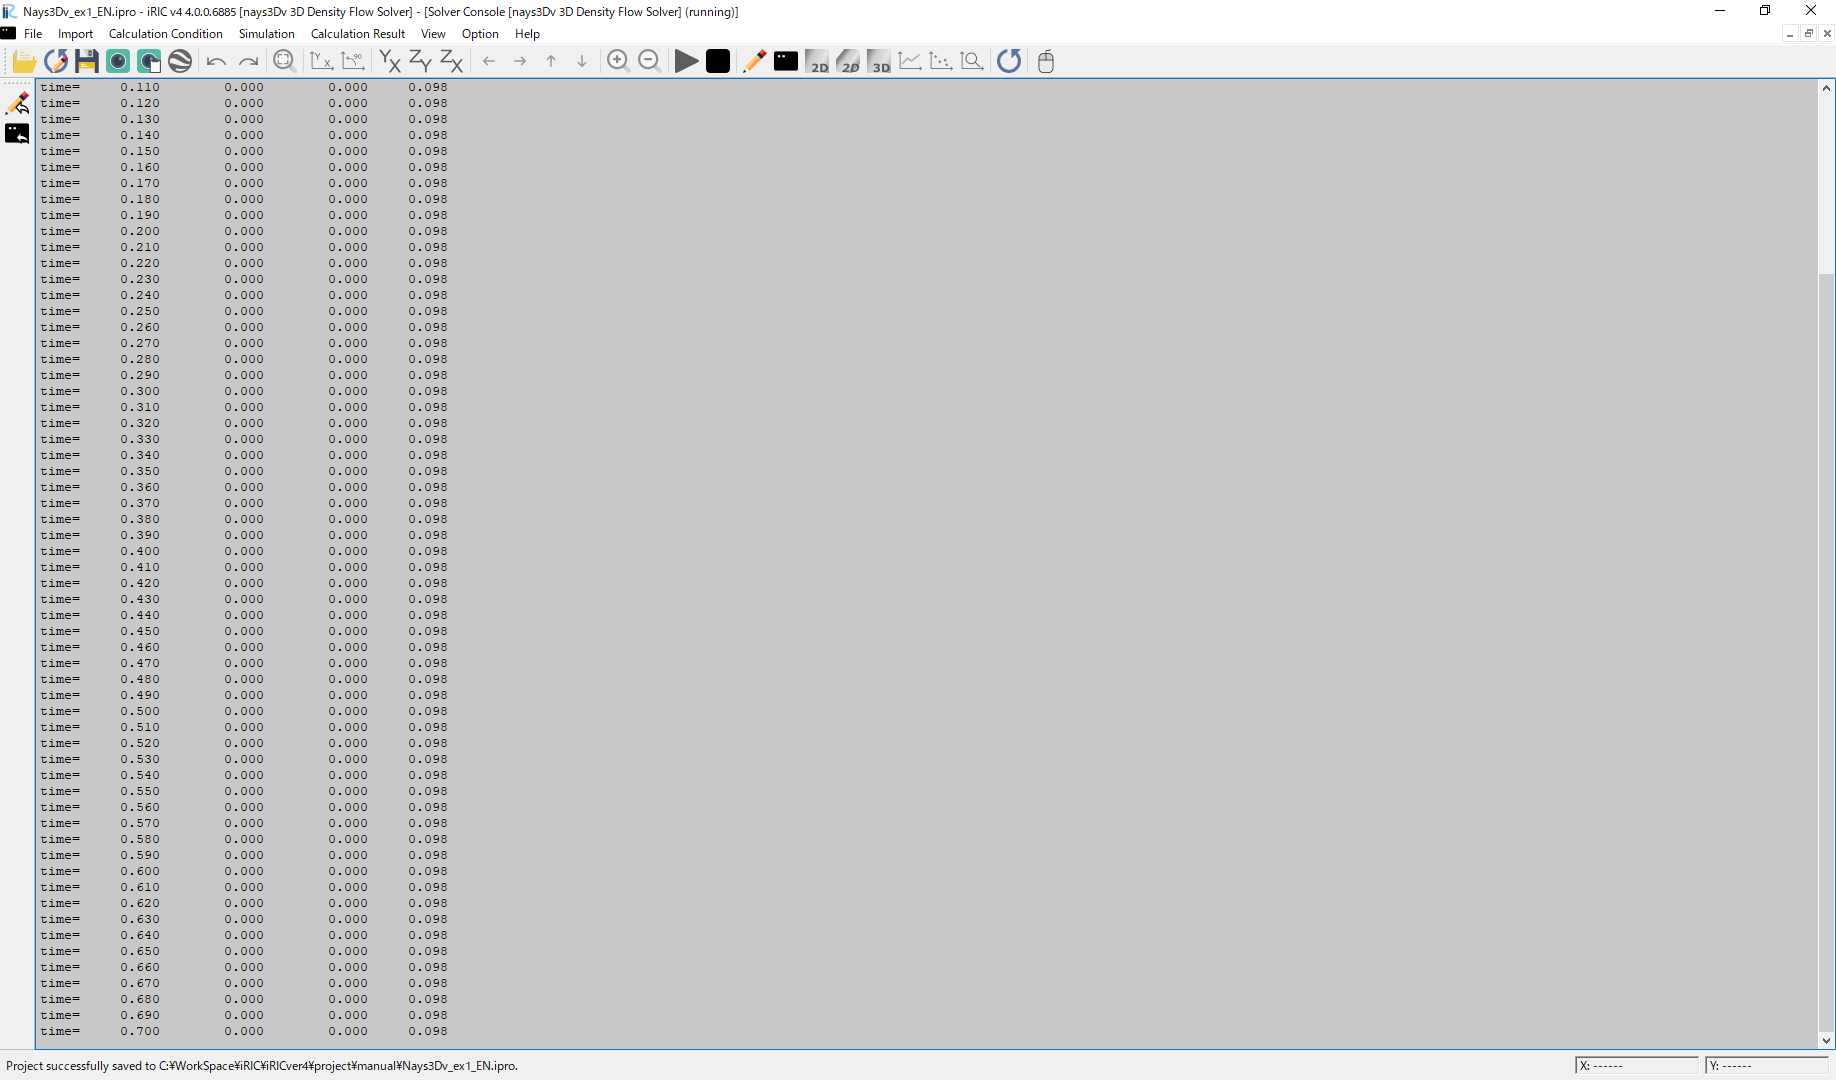 Nays3Dv_ex1_EN.ipro - iRIC v4 4.0.0.6885 [nays3Dv 3D Density Flow Solver] - [Solver Console [nays3Dv 3D Density Flow Solver] (running)]
File Import Calculation Condition Simulation Calculation Result View Option Help
2D 2D 3D
time= 0.110 0.000 0.000 0.098
time= 0.120 0.000 0.000 0.098
time= 0.130 0.000 0.000 0.098
time= 0.140 0.000 0.000 0.098
time= 0.150 0.000 0.000 0.098
time= 0.160 0.000 0.000 0.098
time= 0.170 0.000 0.000 0.098
time= 0.180 0.000 0.000 0.098
time= 0.190 0.000 0.000 0.098
time= 0.200 0.000 0.000 0.098
time= 0.210 0.000 0.000 0.098
time= 0.220 0.000 0.000 0.098
time= 0.230 0.000 0.000 0.098
time= 0.240 0.000 0.000 0.098
time= 0.250 0.000 0.000 0.098
time= 0.260 0.000 0.000 0.098
time= 0.270 0.000 0.000 0.098
time= 0.280 0.000 0.000 0.098
time= 0.290 0.000 0.000 0.098
time= 0.300 0.000 0.000 0.098
time= 0.310 0.000 0.000 0.098
time= 0.320 0.000 0.000 0.098
time= 0.330 0.000 0.000 0.098
time= 0.340 0.000 0.000 0.098
time= 0.350 0.000 0.000 0.098
time= 0.360 0.000 0.000 0.098
time= 0.370 0.000 0.000 0.098
time= 0.380 0.000 0.000 0.098
time= 0.390 0.000 0.000 0.098
time= 0.400 0.000 0.000 0.098
time= 0.410 0.000 0.000 0.098
time= 0.420 0.000 0.000 0.098
time= 0.430 0.000 0.000 0.098
time= 0.440 0.000 0.000 0.098
time= 0.450 0.000 0.000 0.098
time= 0.460 0.000 0.000 0.098
time= 0.470 0.000 0.000 0.098
time= 0.480 0.000 0.000 0.098
time= 0.490 0.000 0.000 0.098
time= 0.500 0.000 0.000 0.098
time= 0.510 0.000 0.000 0.098
time= 0.520 0.000 0.000 0.098
time= 0.530 0.000 0.000 0.098
time= 0.540 0.000 0.000 0.098
time= 0.550 0.000 0.000 0.098
time= 0.560 0.000 0.000 0.098
time= 0.570 0.000 0.000 0.098
time= 0.580 0.000 0.000 0.098
time= 0.590 0.000 0.000 0.098
time= 0.600 0.000 0.000 0.098
time= 0.610 0.000 0.000 0.098
time= 0.620 0.000 0.000 0.098
time= 0.630 0.000 0.000 0.098
time= 0.640 0.000 0.000 0.098
time= 0.650 0.000 0.000 0.098
time= 0.660 0.000 0.000 0.098
time= 0.670 0.000 0.000 0.098
time= 0.680 0.000 0.000 0.098
time= 0.690 0.000 0.000 0.098
time= 0.700 0.000 0.000 0.098
Project successfully saved to C:¥WorkSpace¥iRIC¥iRICver4¥project¥manual¥Nays3Dv_ex1_EN.ipro. X: ------ Y: ------